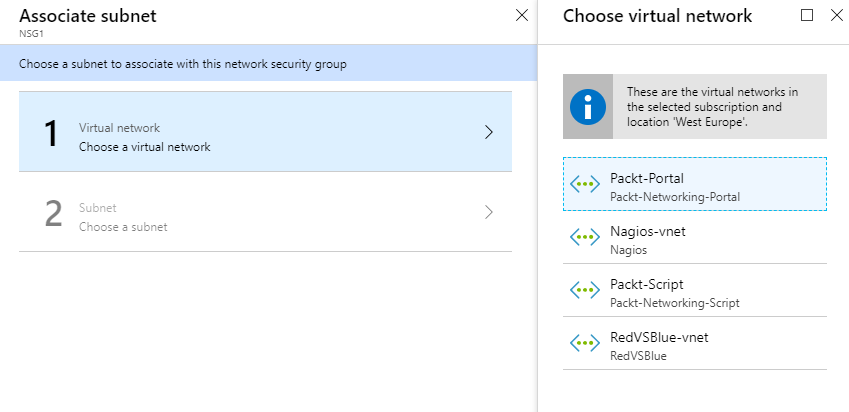 Associate subnet
NSG1
Choose a subnet to associate with this network security group
1
Virtual network
Choose a virtual network
2
Subnet
Choose a subnet
Choose virtual network
These are the virtual networks in
the selected subscription and
location 'West Europe'.
Packt-Portal
Packt-Networking-Portal
Nagios-vnet
Nagios
Packt-Script
Packt-Networking-Script
RedVSBlue-vnet
RedVSBlue